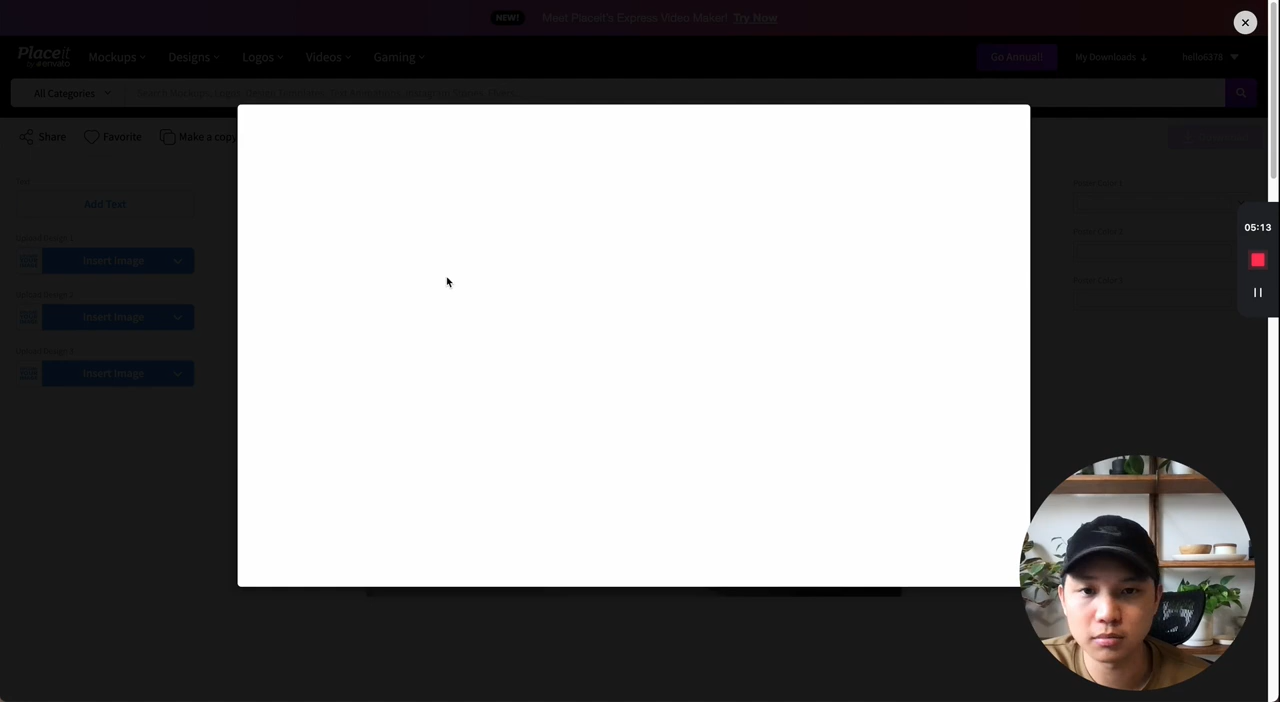 NEW! Meet Placeit's Express Video Maker! Try Now
Placeit
by envato
Mockups Designs Logos Videos Gaming
Go Annual!
My Downloads
hello6378
All Categories
Share Favorite Make a copy
Add Text
Insert Image
Insert Image
Insert Image
05:13